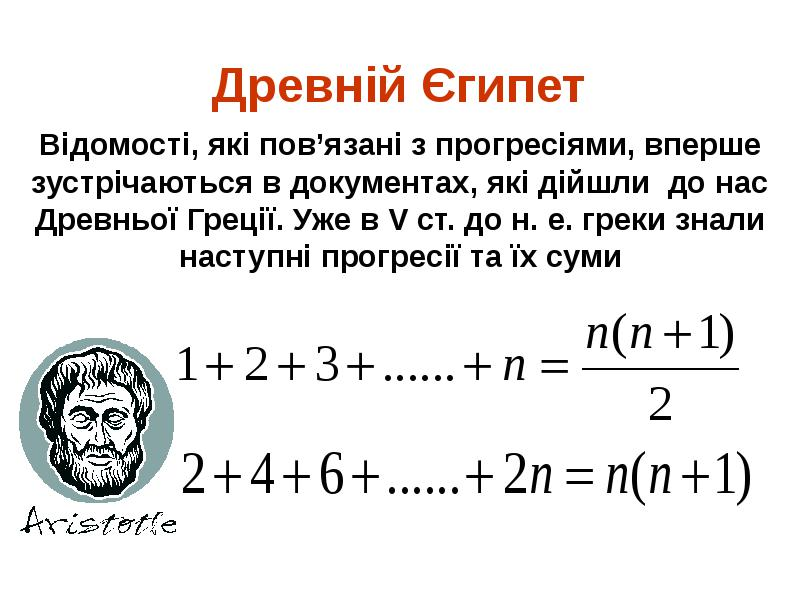 Древній Єгипет
Відомості, які пов’язані з прогресіями, вперше
зустрічаються в документах, які дійшли до нас
Древньої Греції. Уже в V ст. до н. е. греки знали
наступні прогресії та їх суми
1+2+3+......+n = n(n+1)/2
2+4+6+......+2n = n(n+1)
Aristotle